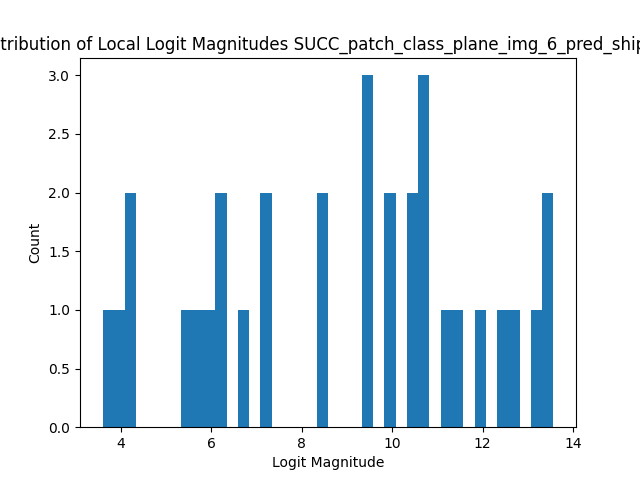 tribution of Local Logit Magnitudes SUCC_patch_class_plane_img_6_pred_ship
3.0
2.5
2.0
1.5
1.0
0.5
0.0
Count
4 6 8 10 12 14
Logit Magnitude